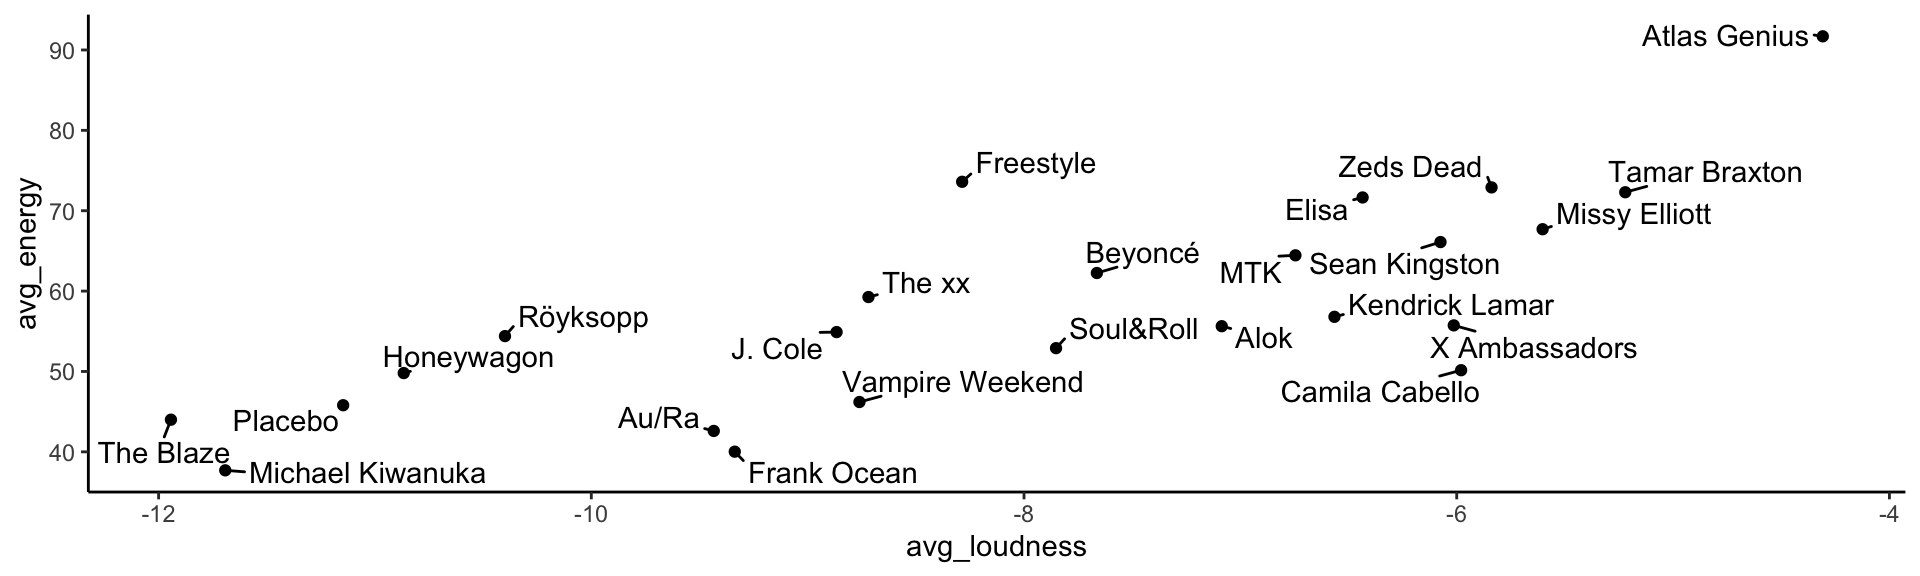 Atlas Genius
90
80
Freestyle
Zeds Dead
Tamar Braxton
Elisa
Missy Elliott
70
Beyoncé
MTK
Sean Kingston
The xx
60
Kendrick Lamar
Röyksopp
Soul&Roll
Alok
J. Cole
X Ambassadors
Honeywagon
50
Vampire Weekend
Camila Cabello
Au/Ra
Placebo
The Blaze
40
Michael Kiwanuka
Frank Ocean
avg_energy
-12
-10
-8
-6
-4
avg_loudness